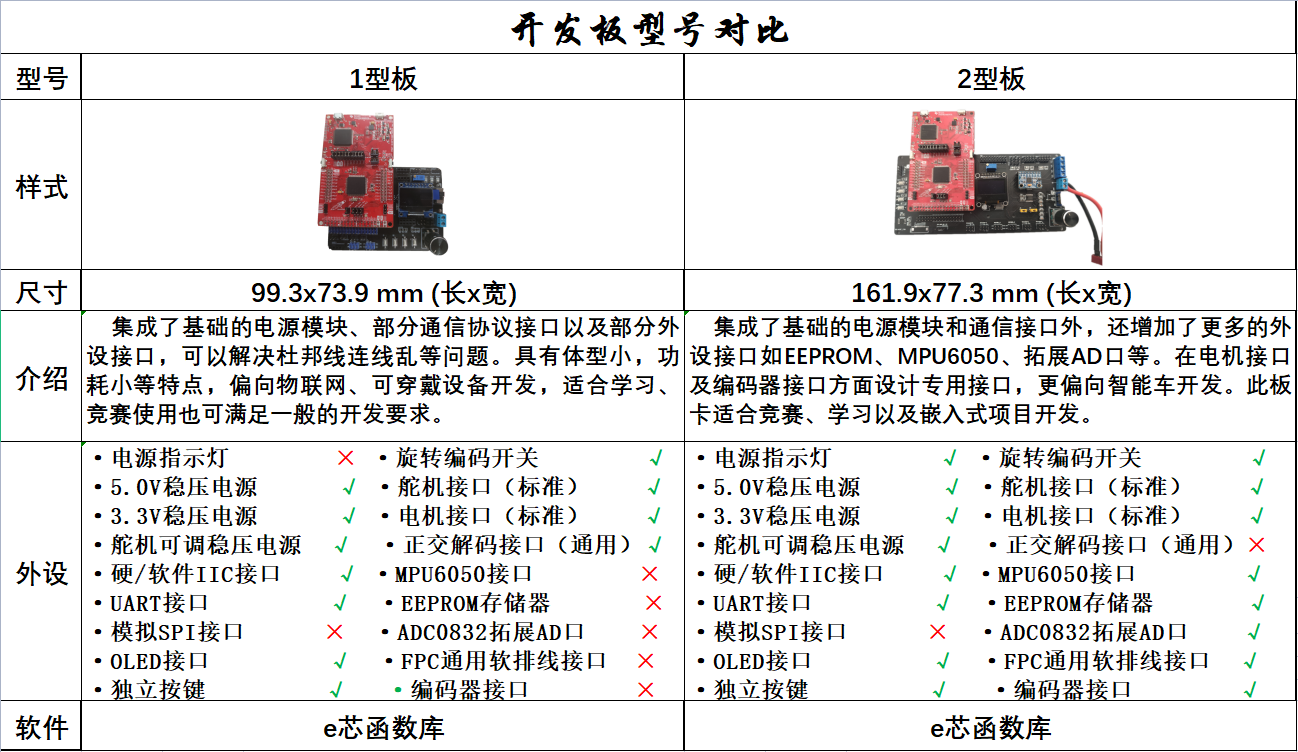 开发板型号对比
型号 1型板 2型板
样式
尺寸 99.3x73.9 mm (长x宽) 161.9x77.3 mm (长x宽)
介绍
集成了基础的电源模块、部分通信协议接口以及部分外
设接口，可以解决杜邦线连线乱等问题。具有体型小，功
耗小等特点，偏向物联网、可穿戴设备开发，适合学习、
竞赛使用也可满足一般的开发要求。
集成了基础的电源模块和通信接口外，还增加了更多的外
设接口如EEPROM、MPU6050、拓展AD口等。在电机接口
及编码器接口方面设计专用接口，更偏向智能车开发。此板
卡适合竞赛、学习以及嵌入式项目开发。
外设
·电源指示灯 × ·旋转编码开关 √
·5.0V稳压电源 √ ·舵机接口（标准） √
·3.3V稳压电源 √ ·电机接口（标准） √
·舵机可调稳压电源 √ ·正交解码接口（通用） √
·硬/软件IIC接口 √ ·MPU6050接口 ×
·UART接口 √ ·EEPROM存储器 ×
·模拟SPI接口 × ·ADC0832拓展AD口 ×
·OLED接口 √ ·FPC通用软排线接口 ×
·独立按键 √ ·编码器接口 ×
·电源指示灯 √ ·旋转编码开关 √
·5.0V稳压电源 √ ·舵机接口（标准） √
·3.3V稳压电源 √ ·电机接口（标准） √
·舵机可调稳压电源 √ ·正交解码接口（通用） ×
·硬/软件IIC接口 √ ·MPU6050接口 √
·UART接口 √ ·EEPROM存储器 √
·模拟SPI接口 × ·ADC0832拓展AD口 √
·OLED接口 √ ·FPC通用软排线接口 √
·独立按键 √ ·编码器接口 √
软件 e芯函数库 e芯函数库